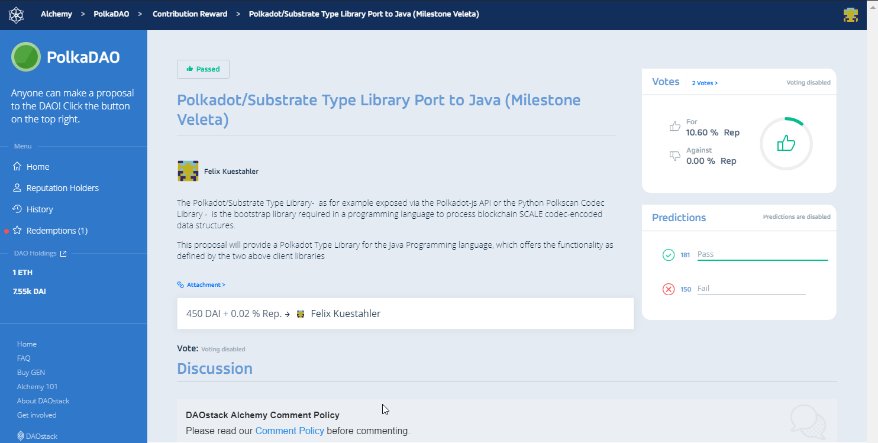 Alchemy > PolkaDAO > Contribution Reward > Polkadot/Substrate Type Library Port to Java (Milestone Veleta)
PolkaDAO
Anyone can make a proposal
to the DAO! Click the button
on the top right.
Menu
Home
Reputation Holders
History
Redemptions (1)
DAO Holdings
1 ETH
7.55k DAI
Home
FAQ
Buy GEN
Alchemy 101
About DAOstack
Get involved
DAOstack
Passed
Polkadot/Substrate Type Library Port to Java (Milestone
Veleta)
Felix Kuestahler
The Polkadot/Substrate Type Library- as for example exposed via the Polkadot-js API or the Python Polkscan Codec
Library - is the bootstrap library required in a programming language to process blockchain SCALE codec-encoded
data structures.
This proposal will provide a Polkadot Type Library for the Java Programming language, which offers the functionality as
defined by the two above client libraries
Attachment >
450 DAI + 0.02 % Rep. → Felix Kuestahler
Vote: Voting disabled
Discussion
DAOstack Alchemy Comment Policy
Please read our Comment Policy before commenting.
Votes 2 Votes > Voting disabled
For
10.60 % Rep
Against
0.00 % Rep
Predictions Predictions are disabled
181 Pass
150 Fail